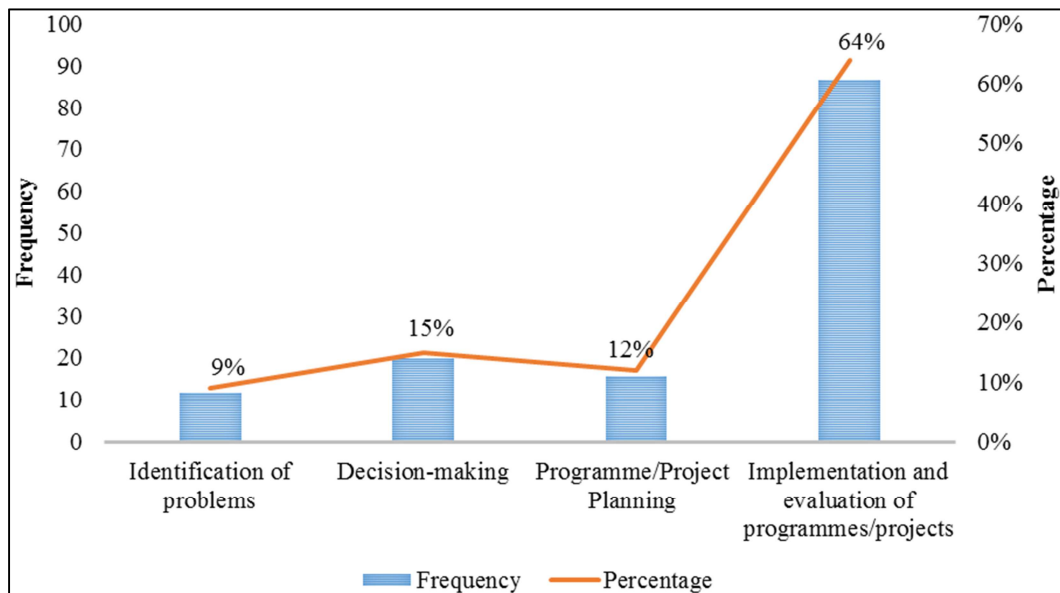 100
90
80
70
60
50
40
30
20
10
0
Frequency
70%
60%
50%
40%
30%
20%
10%
0%
Percentage
9%
15%
12%
64%
Identification of
problems
Decision-making
Programme/Project
Planning
Implementation and
evaluation of
programmes/projects
Frequency
Percentage